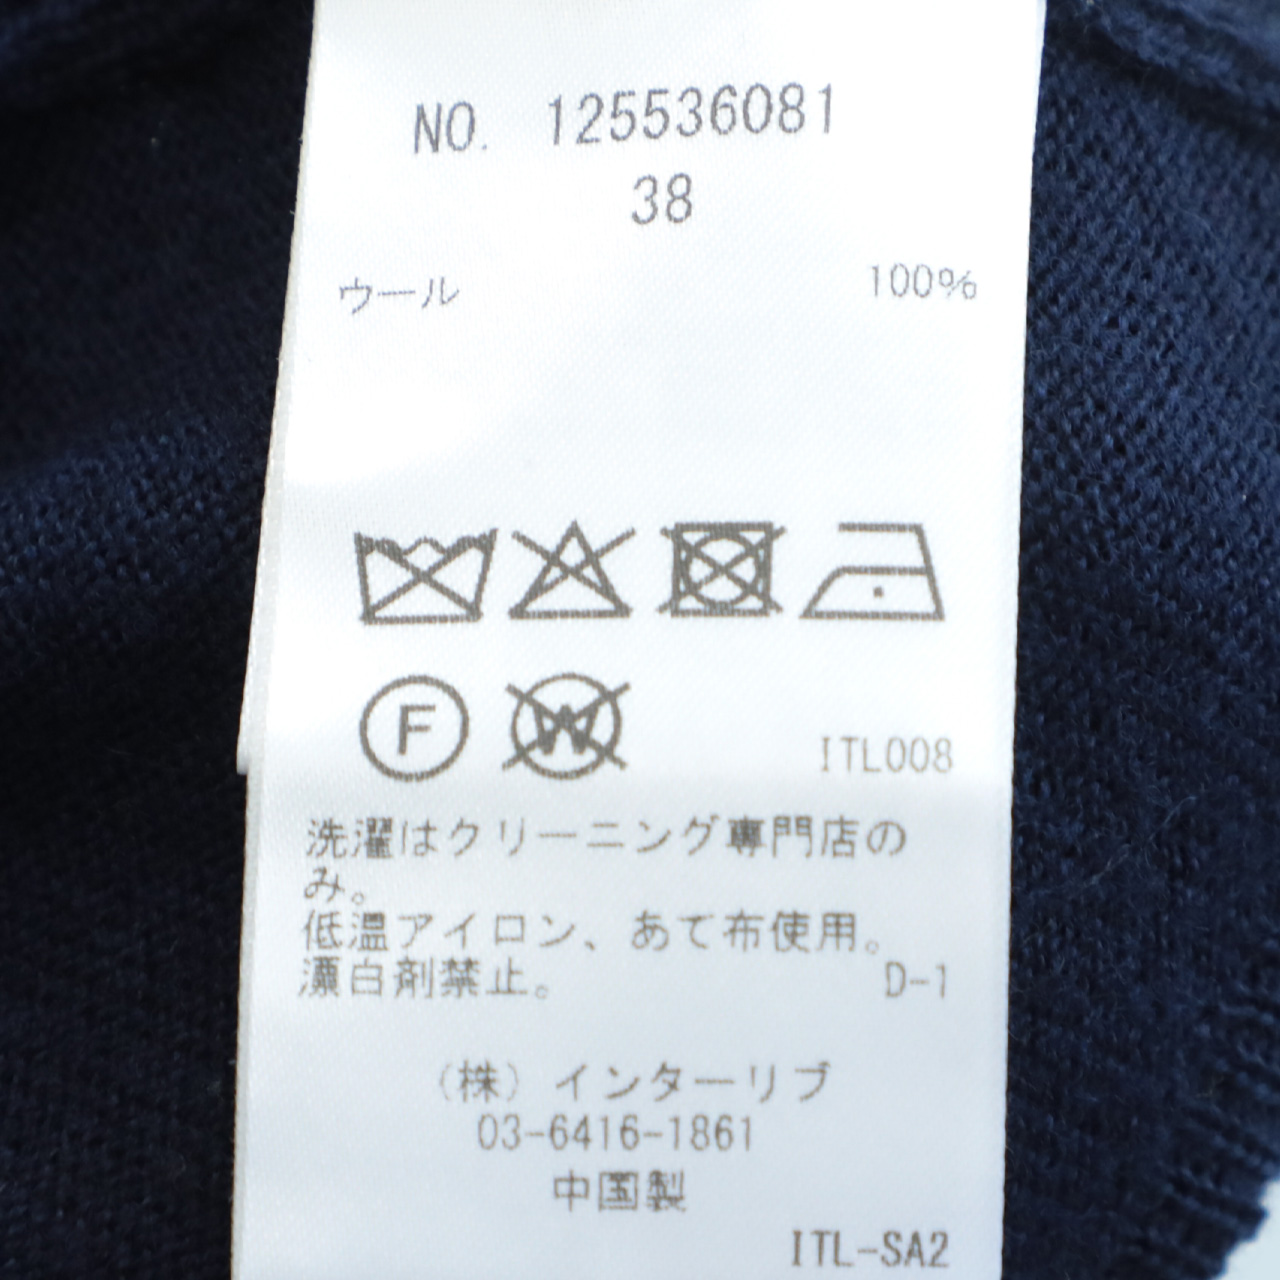 NO. 125536081
38
ウール 100%
F W ITL008
洗濯はクリーニング専門店の
み。
低温アイロン、あて布使用。
漂白剤禁止。 D-1
（株）インターリブ
03-6416-1861
中国製
ITL-SA2